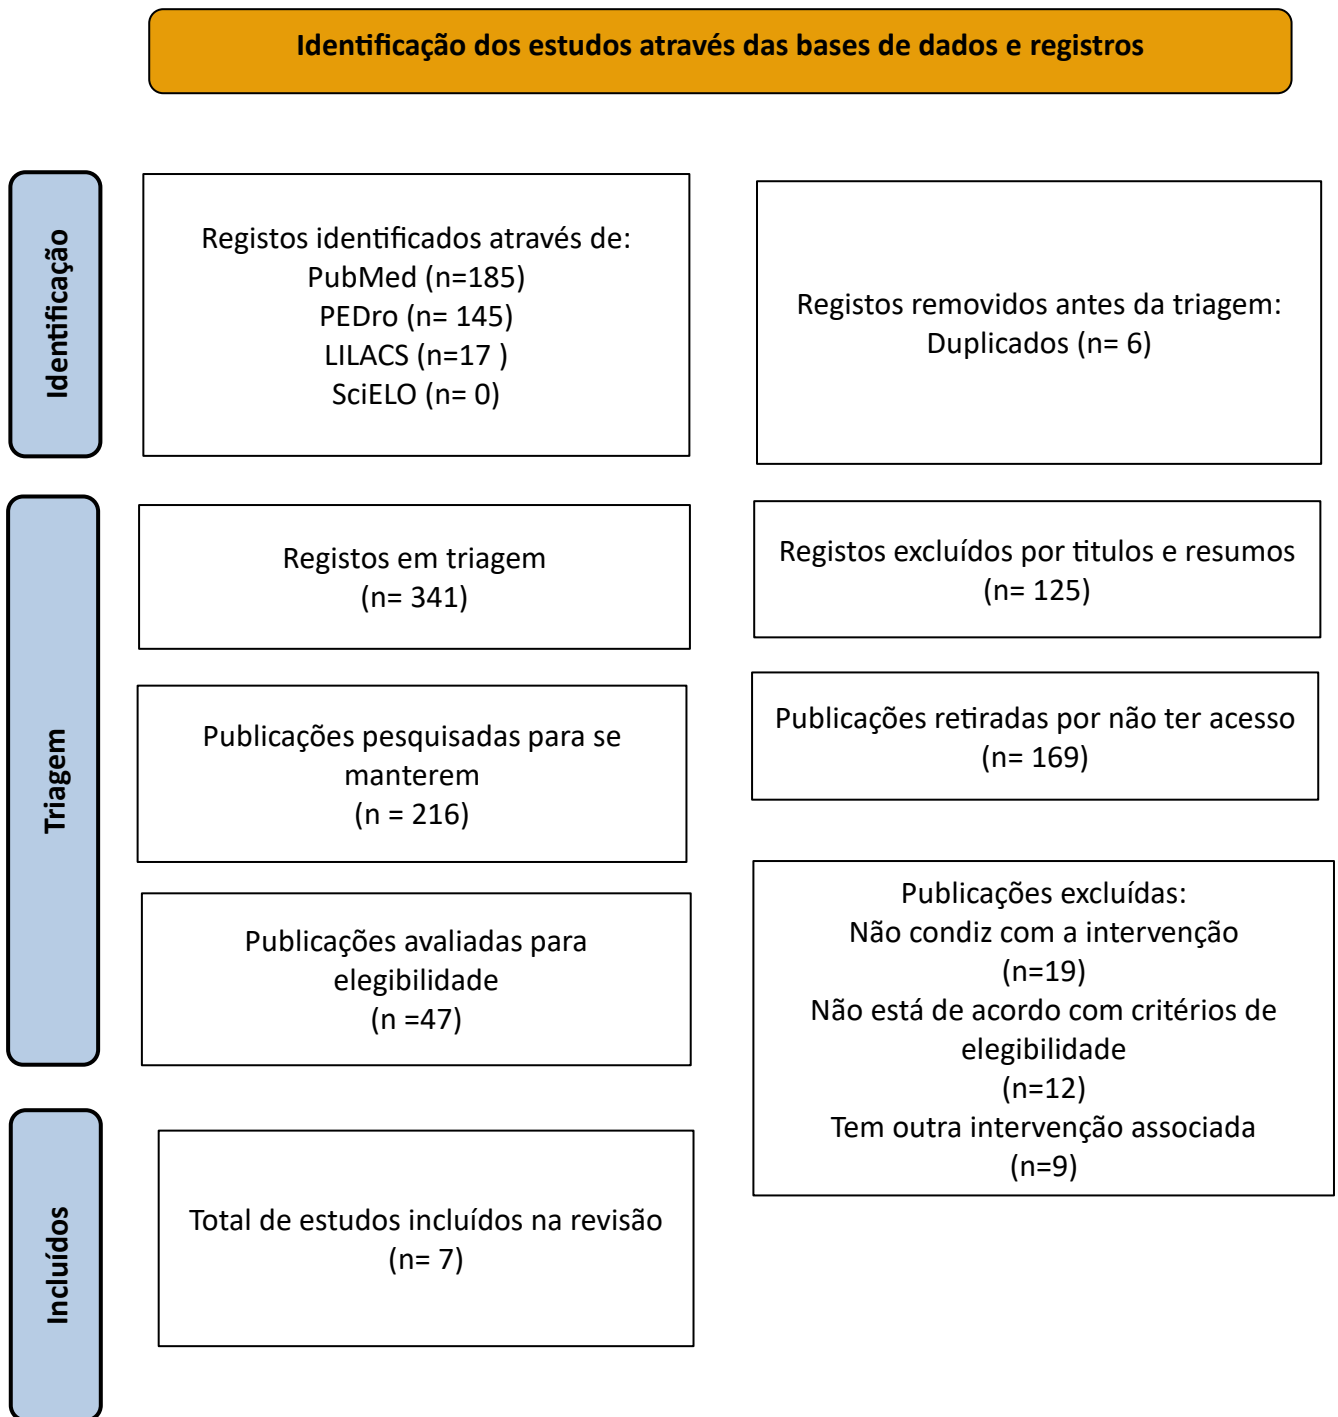 Identificação dos estudos através das bases de dados e registros
Identificação
Registos identificados através de:
PubMed (n=185)
PEDro (n= 145)
LILACS (n=17 )
SciELO (n= 0)
Registos removidos antes da triagem:
Duplicados (n= 6)
Triagem
Registos em triagem
(n= 341)
Registos excluídos por titulos e resumos
(n= 125)
Publicações pesquisadas para se
manterem
(n = 216)
Publicações retiradas por não ter acesso
(n= 169)
Publicações avaliadas para
elegibilidade
(n =47)
Publicações excluídas:
Não condiz com a intervenção
(n=19)
Não está de acordo com critérios de
elegibilidade
(n=12)
Tem outra intervenção associada
(n=9)
Incluídos
Total de estudos incluídos na revisão
(n= 7)